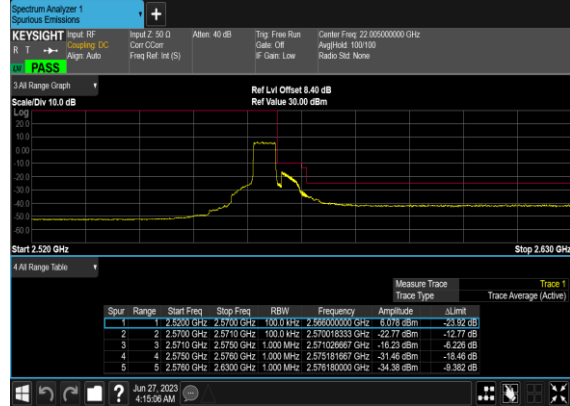 Spectrum Analyzer 1
Spurious Emissions
+
KEYSIGHT Input: RF Input Z: 50 Ω Atten: 40 dB Trig: Free Run Center Freq: 22.005000000 GHz
R T Coupling: DC Corr CCorr Gate: Off Avg|Hold: 100/100
Align: Auto Freq Ref: Int (S) IF Gain: Low Radio Std: None
PASS
3 All Range Graph
Ref Lvl Offset 8.40 dB
Scale/Div 10.0 dB Ref Value 30.00 dBm
Log
20.0
10.0
0.00
-10.0
-20.0
-30.0
-40.0
-50.0
-60.0
Start 2.520 GHz Stop 2.630 GHz
4 All Range Table
Measure Trace Trace 1
Trace Type Trace Average (Active)
Spur Range Start Freq Stop Freq RBW Frequency Amplitude ΔLimit
1 1 2.5200 GHz 2.5700 GHz 100.0 kHz 2.566000000 GHz 6.078 dBm -23.92 dB
2 2 2.5700 GHz 2.5710 GHz 100.0 kHz 2.570018333 GHz -22.77 dBm -12.77 dB
3 3 2.5710 GHz 2.5750 GHz 1.000 MHz 2.571026667 GHz -16.23 dBm -6.226 dB
4 4 2.5750 GHz 2.5760 GHz 1.000 MHz 2.575181667 GHz -31.46 dBm -18.46 dB
5 5 2.5760 GHz 2.6300 GHz 1.000 MHz 2.576180000 GHz -34.38 dBm -9.382 dB
? Jun 27, 2023
4:15:06 AM